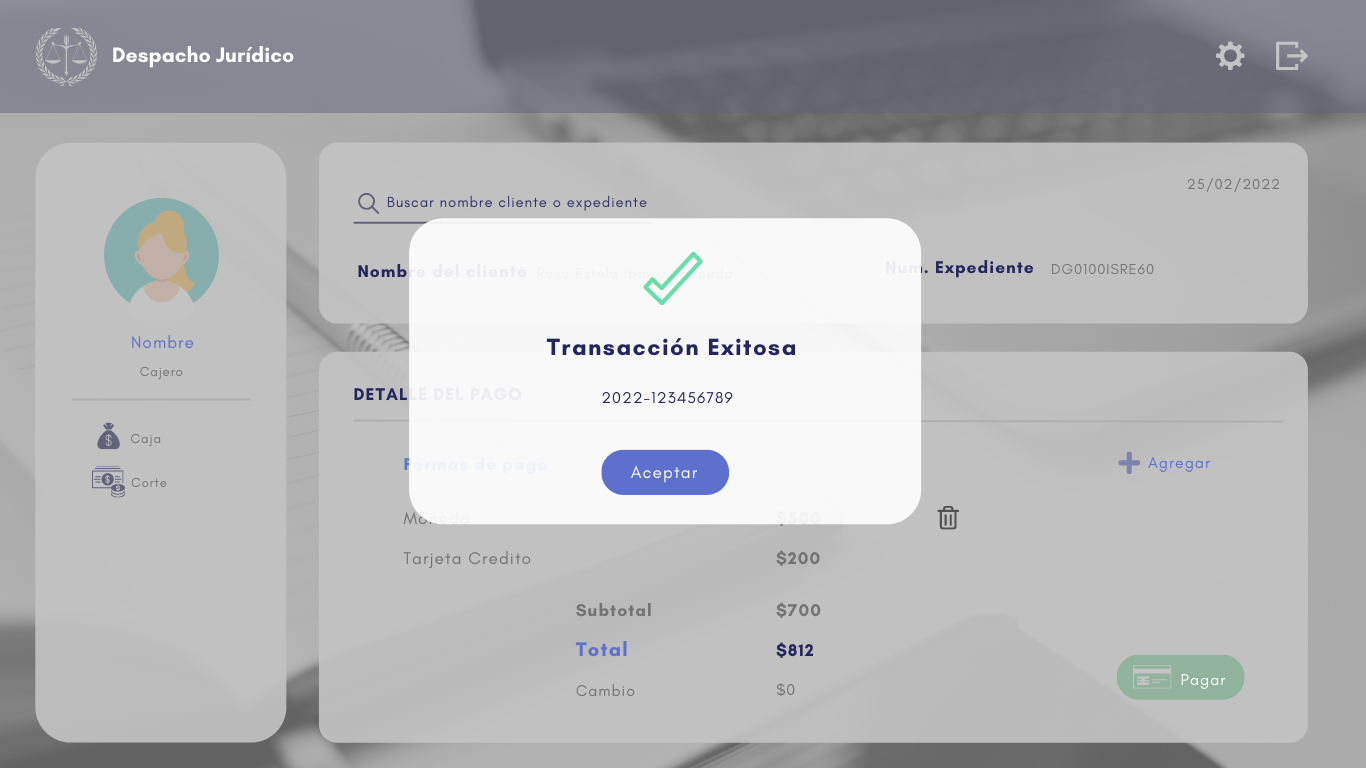 Despacho Jurídico
25/02/2022
Buscar nombre cliente o expediente
Nombre del cliente
Num. Expediente DG0100ISRE60
Transacción Exitosa
2022-123456789
Aceptar
Nombre
Cajero
Caja
Corte
DETALLE DEL PAGO
Formas de pago
Agregar
Moneda $500
Tarjeta Credito $200
Subtotal $700
Total $812
Cambio $0
Pagar